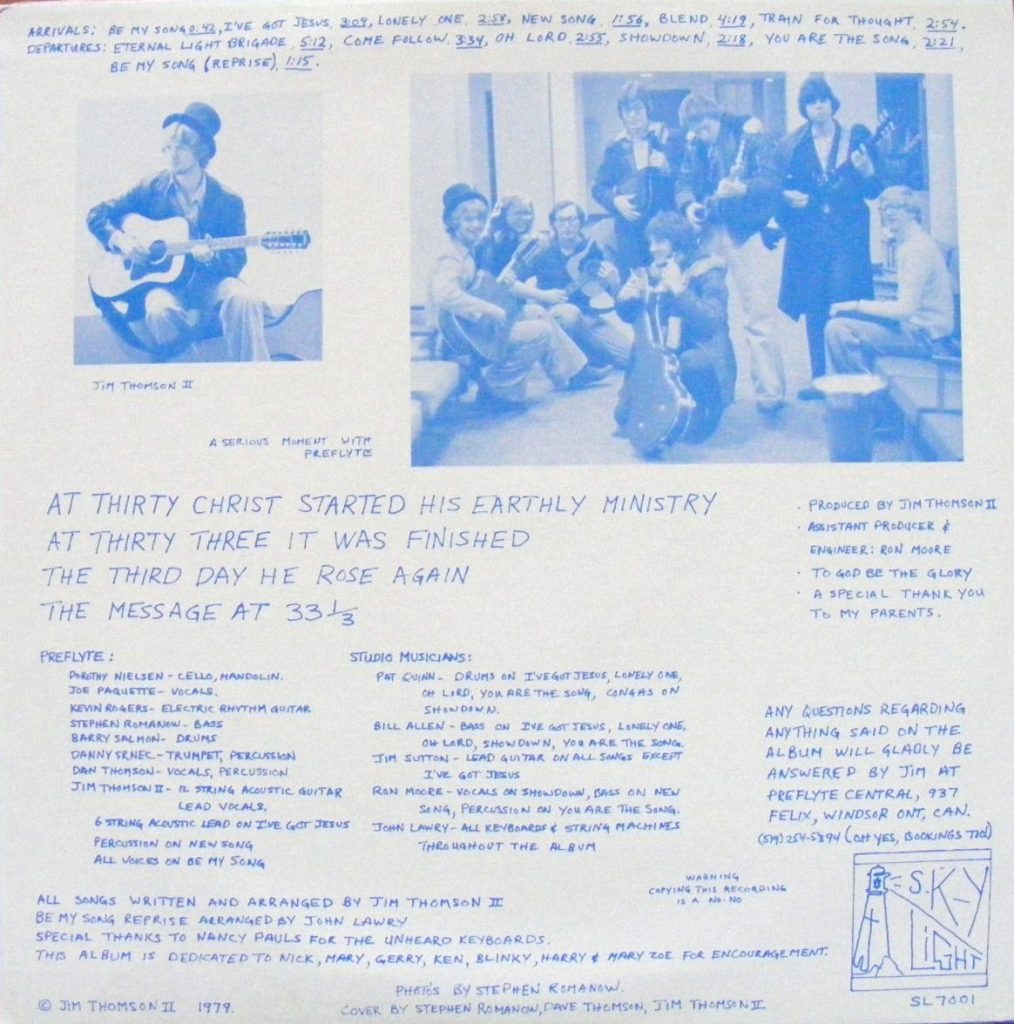 ARRIVALS: BE MY SONG 0:42, I'VE GOT JESUS, 3:09, LONELY ONE, 2:58, NEW SONG, 1:56, BLEND, 4:19, TRAIN FOR THOUGHT, 2:54.
DEPARTURES: ETERNAL LIGHT BRIGADE, 5:12, COME FOLLOW, 3:34, OH LORD, 2:55, SHOWDOWN, 2:18, YOU ARE THE SONG, 2:21,
BE MY SONG (REPRISE), 1:15.
JIM THOMSON II
A SERIOUS MOMENT WITH
PREFLYTE
AT THIRTY CHRIST STARTED HIS EARTHLY MINISTRY
AT THIRTY THREE IT WAS FINISHED
THE THIRD DAY HE ROSE AGAIN
THE MESSAGE AT 33 1/3
· PRODUCED BY JIM THOMSON II
· ASSISTANT PRODUCER &
ENGINEER: RON MOORE
· TO GOD BE THE GLORY
· A SPECIAL THANK YOU
TO MY PARENTS.
PREFLYTE:
DOROTHY NIELSEN - CELLO, MANDOLIN.
JOE PAQUETTE - VOCALS.
KEVIN ROGERS - ELECTRIC RHYTHM GUITAR
STEPHEN ROMANOW - BASS
BARRY SALMON - DRUMS
DANNY SRNEC - TRUMPET, PERCUSSION
DAN THOMSON - VOCALS, PERCUSSION
JIM THOMSON II - 12 STRING ACOUSTIC GUITAR
LEAD VOCALS.
6 STRING ACOUSTIC LEAD ON I'VE GOT JESUS
PERCUSSION ON NEW SONG
ALL VOICES ON BE MY SONG
STUDIO MUSICIANS:
PAT QUINN - DRUMS ON I'VE GOT JESUS, LONELY ONE,
OH LORD, YOU ARE THE SONG, CONGAS ON
SHOWDOWN.
BILL ALLEN - BASS ON I'VE GOT JESUS, LONELY ONE,
OH LORD, SHOWDOWN, YOU ARE THE SONG.
JIM SUTTON - LEAD GUITAR ON ALL SONGS EXCEPT
I'VE GOT JESUS
RON MOORE - VOCALS ON SHOWDOWN, BASS ON NEW
SONG, PERCUSSION ON YOU ARE THE SONG.
JOHN LAWRY - ALL KEYBOARDS & STRING MACHINES
THROUGHOUT THE ALBUM
ANY QUESTIONS REGARDING
ANYTHING SAID ON THE
ALBUM WILL GLADLY BE
ANSWERED BY JIM AT
PREFLYTE CENTRAL, 937
FELIX, WINDSOR ONT, CAN.
(519) 254-5894 (OH YES, BOOKINGS TOO)
WARNING
COPYING THIS RECORDING
IS A NO-NO
ALL SONGS WRITTEN AND ARRANGED BY JIM THOMSON II
BE MY SONG REPRISE ARRANGED BY JOHN LAWRY
SPECIAL THANKS TO NANCY PAULS FOR THE UNHEARD KEYBOARDS.
THIS ALBUM IS DEDICATED TO NICK, MARY, GERRY, KEN, BLINKY, HARRY & MARY ZOE FOR ENCOURAGEMENT.
SKY
LIGHT
SL7001
PHOTOS BY STEPHEN ROMANOW.
© JIM THOMSON II 1979.
COVER BY STEPHEN ROMANOW, DAVE THOMSON, JIM THOMSON II.